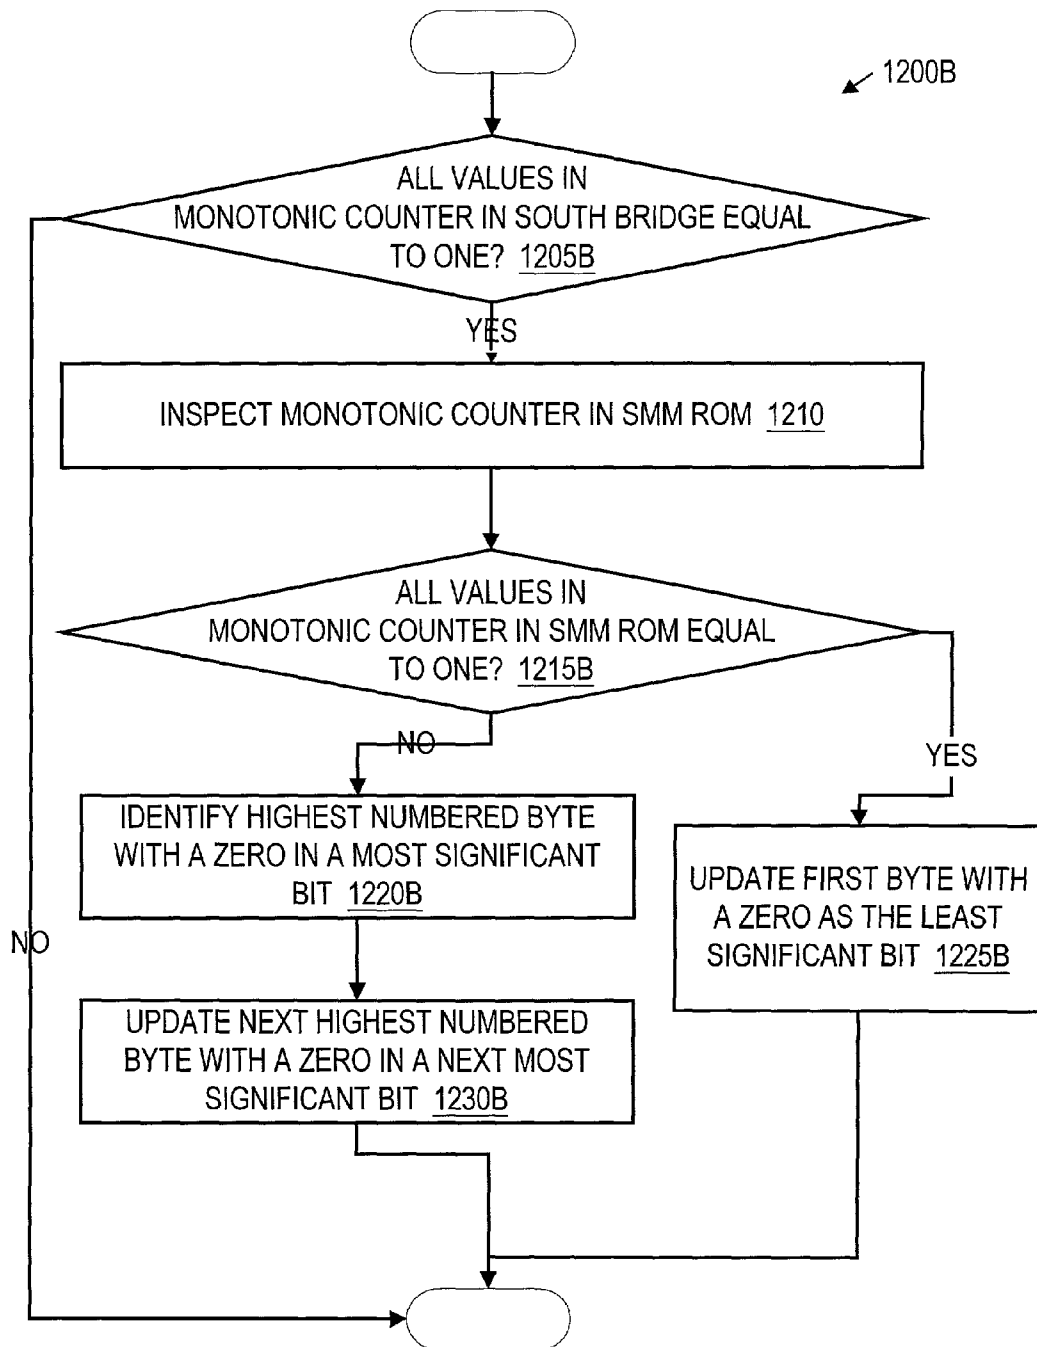 1200B
ALL VALUES IN
MONOTONIC COUNTER IN SOUTH BRIDGE EQUAL
TO ONE? 1205B
YES
INSPECT MONOTONIC COUNTER IN SMM ROM 1210
ALL VALUES IN
MONOTONIC COUNTER IN SMM ROM EQUAL
TO ONE? 1215B
NO
YES
IDENTIFY HIGHEST NUMBERED BYTE
WITH A ZERO IN A MOST SIGNIFICANT
BIT 1220B
UPDATE FIRST BYTE WITH
A ZERO AS THE LEAST
SIGNIFICANT BIT 1225B
NO
UPDATE NEXT HIGHEST NUMBERED
BYTE WITH A ZERO IN A NEXT MOST
SIGNIFICANT BIT 1230B